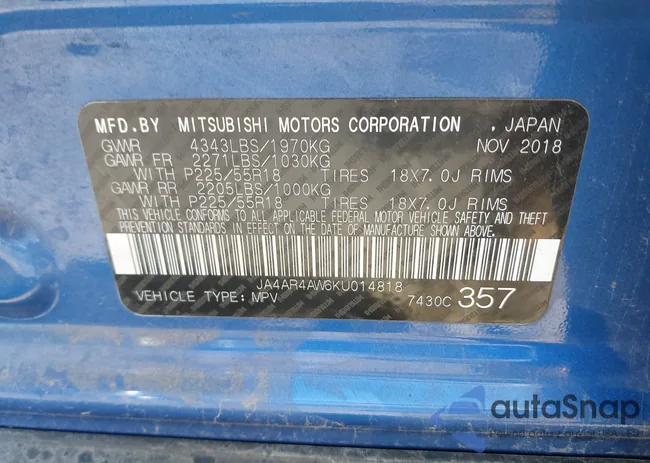 MFD.BY MITSUBISHI MOTORS CORPORATION , JAPAN
GVWR 4343LBS/1970KG NOV 2018
GAWR FR 2271LBS/1030KG
WITH P225/55R18 TIRES 18X7.0J RIMS
GAWR RR 2205LBS/1000KG
WITH P225/55R18 TIRES 18X7.0J RIMS
THIS VEHICLE CONFORMS TO ALL APPLICABLE FEDERAL MOTOR VEHICLE SAFETY AND THEFT
PREVENTION STANDARDS IN EFFECT ON THE DATE OF MANUFACTURE SHOWN ABOVE.
JA4AR4AW6KU014818
VEHICLE TYPE: MPV 7430C 357
autoSnap